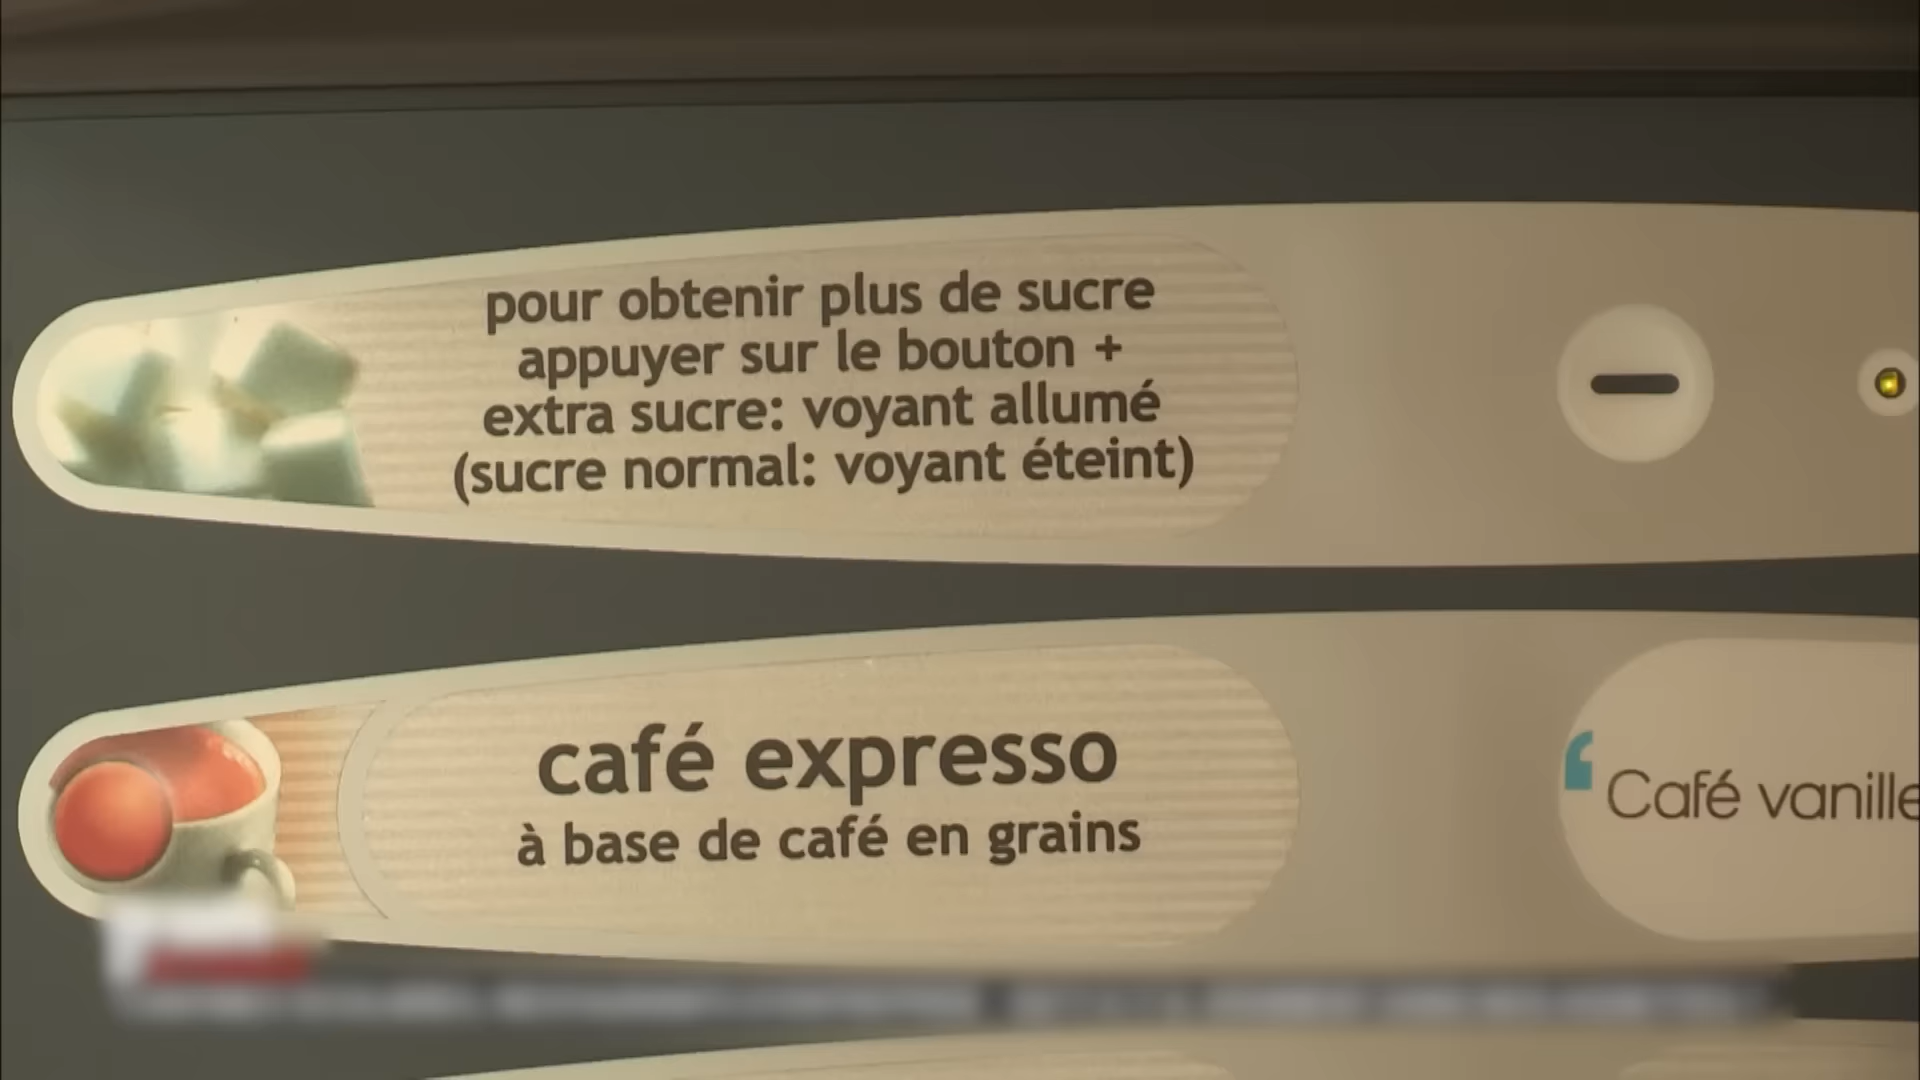 pour obtenir plus de sucre
appuyer sur le bouton +
extra sucre: voyant allumé
(sucre normal: voyant éteint)
café expresso
à base de café en grains
‘ Café vanille